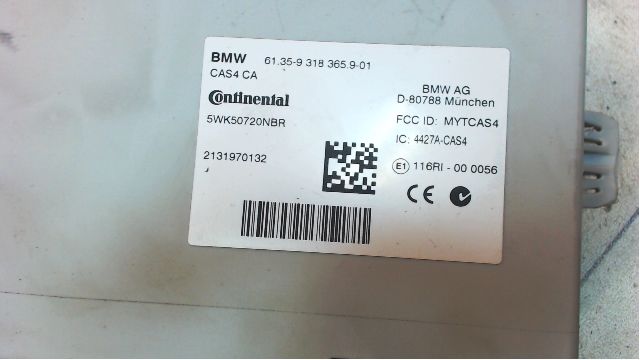 BMW 61.35-9 318 365.9-01
CAS4 CA
Continental
5WK50720NBR
2131970132
BMW AG
D-80788 München
FCC ID: MYTCAS4
IC: 4427A-CAS4
E1 116RI - 00 0056
CE